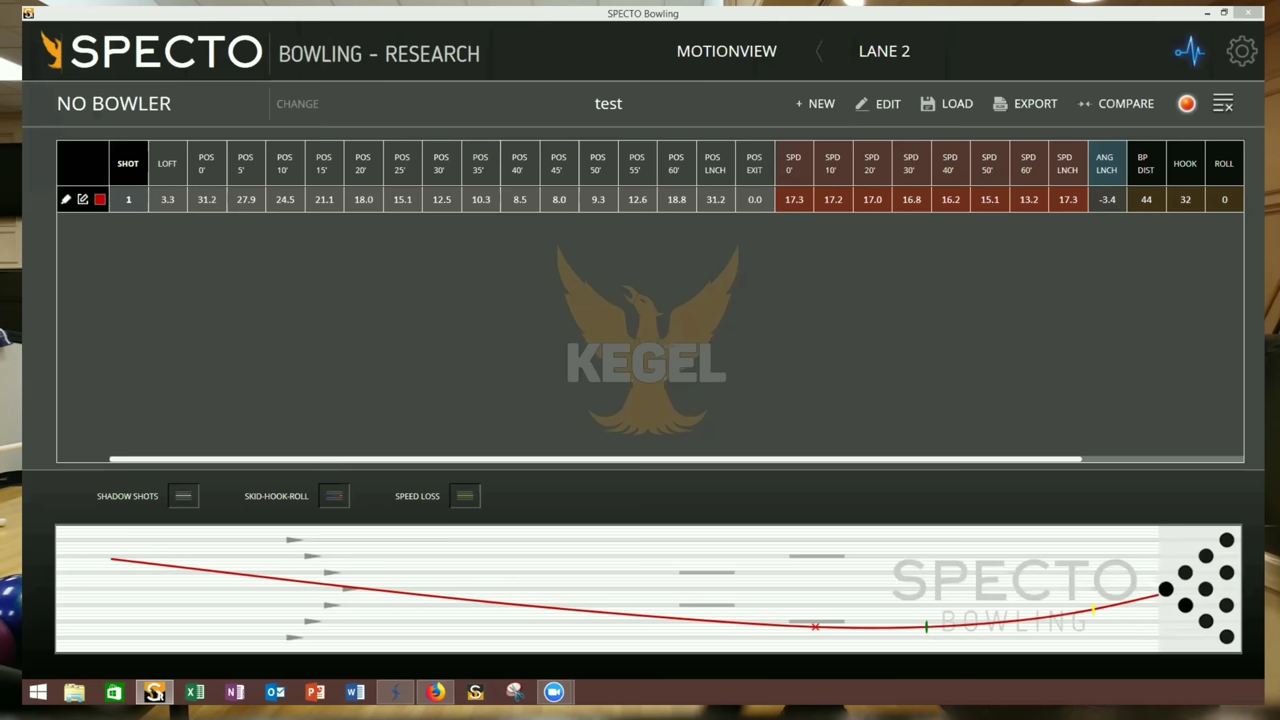 SPECTO Bowling
SPECTO BOWLING - RESEARCH MOTIONVIEW LANE 2
NO BOWLER CHANGE test + NEW EDIT LOAD EXPORT COMPARE
SHOT LOFT POS 0' POS 5' POS 10' POS 15' POS 20' POS 25' POS 30' POS 35' POS 40' POS 45' POS 50' POS 55' POS 60' POS LNCH POS EXIT SPD 0' SPD 10' SPD 20' SPD 30' SPD 40' SPD 50' SPD 60' SPD LNCH ANG LNCH BP DIST HOOK ROLL
1 3.3 31.2 27.9 24.5 21.1 18.0 15.1 12.5 10.3 8.5 8.0 9.3 12.6 18.8 31.2 0.0 17.3 17.2 17.0 16.8 16.2 15.1 13.2 17.3 -3.4 44 32 0
KEGEL
SHADOW SHOTS SKID-HOOK-ROLL SPEED LOSS
SPECTO
BOWLING